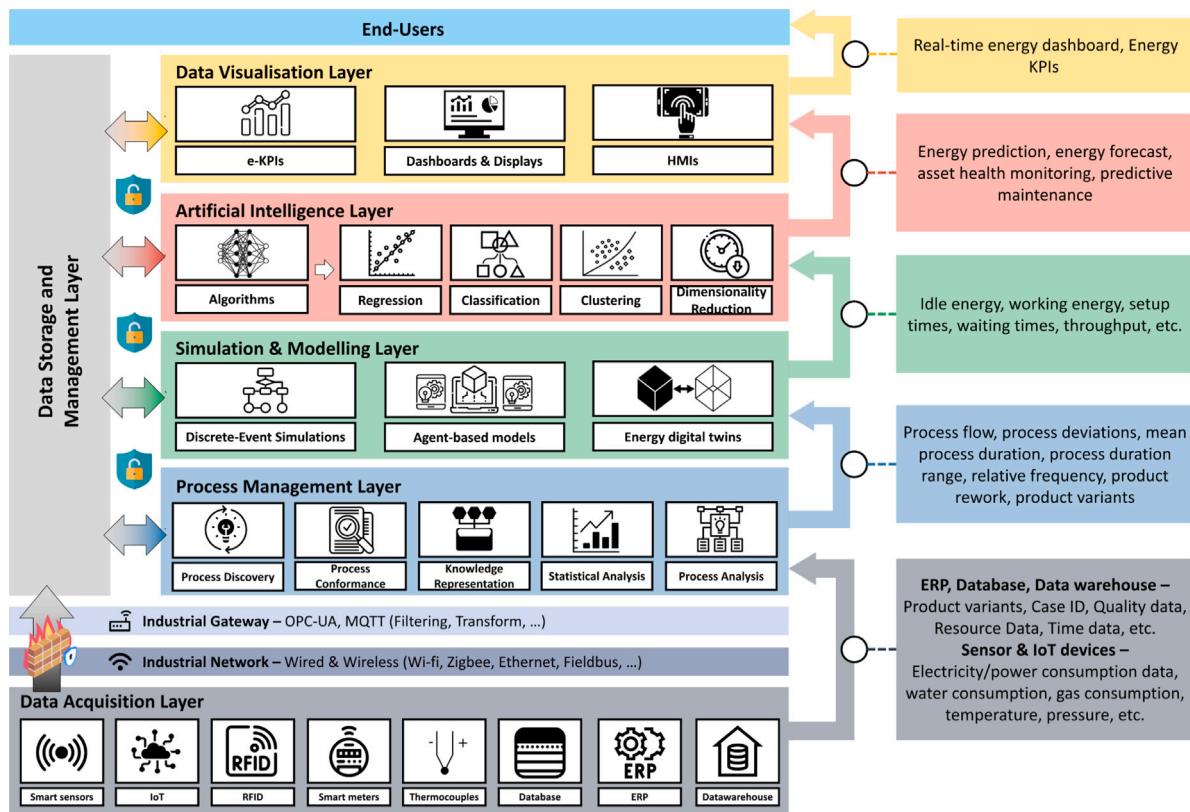 End-Users
Data Storage and
Management Layer
Data Visualisation Layer
e-KPIs
Dashboards & Displays
HMIs
Artificial Intelligence Layer
Algorithms
Regression
Classification
Clustering
Dimensionality
Reduction
Simulation & Modelling Layer
Discrete-Event Simulations
Agent-based models
Energy digital twins
Process Management Layer
Process Discovery
Process
Conformance
Knowledge
Representation
Statistical Analysis
Process Analysis
Industrial Gateway – OPC-UA, MQTT (Filtering, Transform, ...)
Industrial Network – Wired & Wireless (Wi-fi, Zigbee, Ethernet, Fieldbus, ...)
Data Acquisition Layer
RFID
- +
ERP
Smart sensors
IoT
RFID
Smart meters
Thermocouples
Database
ERP
Datawarehouse
Real-time energy dashboard, Energy
KPIs
Energy prediction, energy forecast,
asset health monitoring, predictive
maintenance
Idle energy, working energy, setup
times, waiting times, throughput, etc.
Process flow, process deviations, mean
process duration, process duration
range, relative frequency, product
rework, product variants
ERP, Database, Data warehouse –
Product variants, Case ID, Quality data,
Resource Data, Time data, etc.
Sensor & IoT devices –
Electricity/power consumption data,
water consumption, gas consumption,
temperature, pressure, etc.